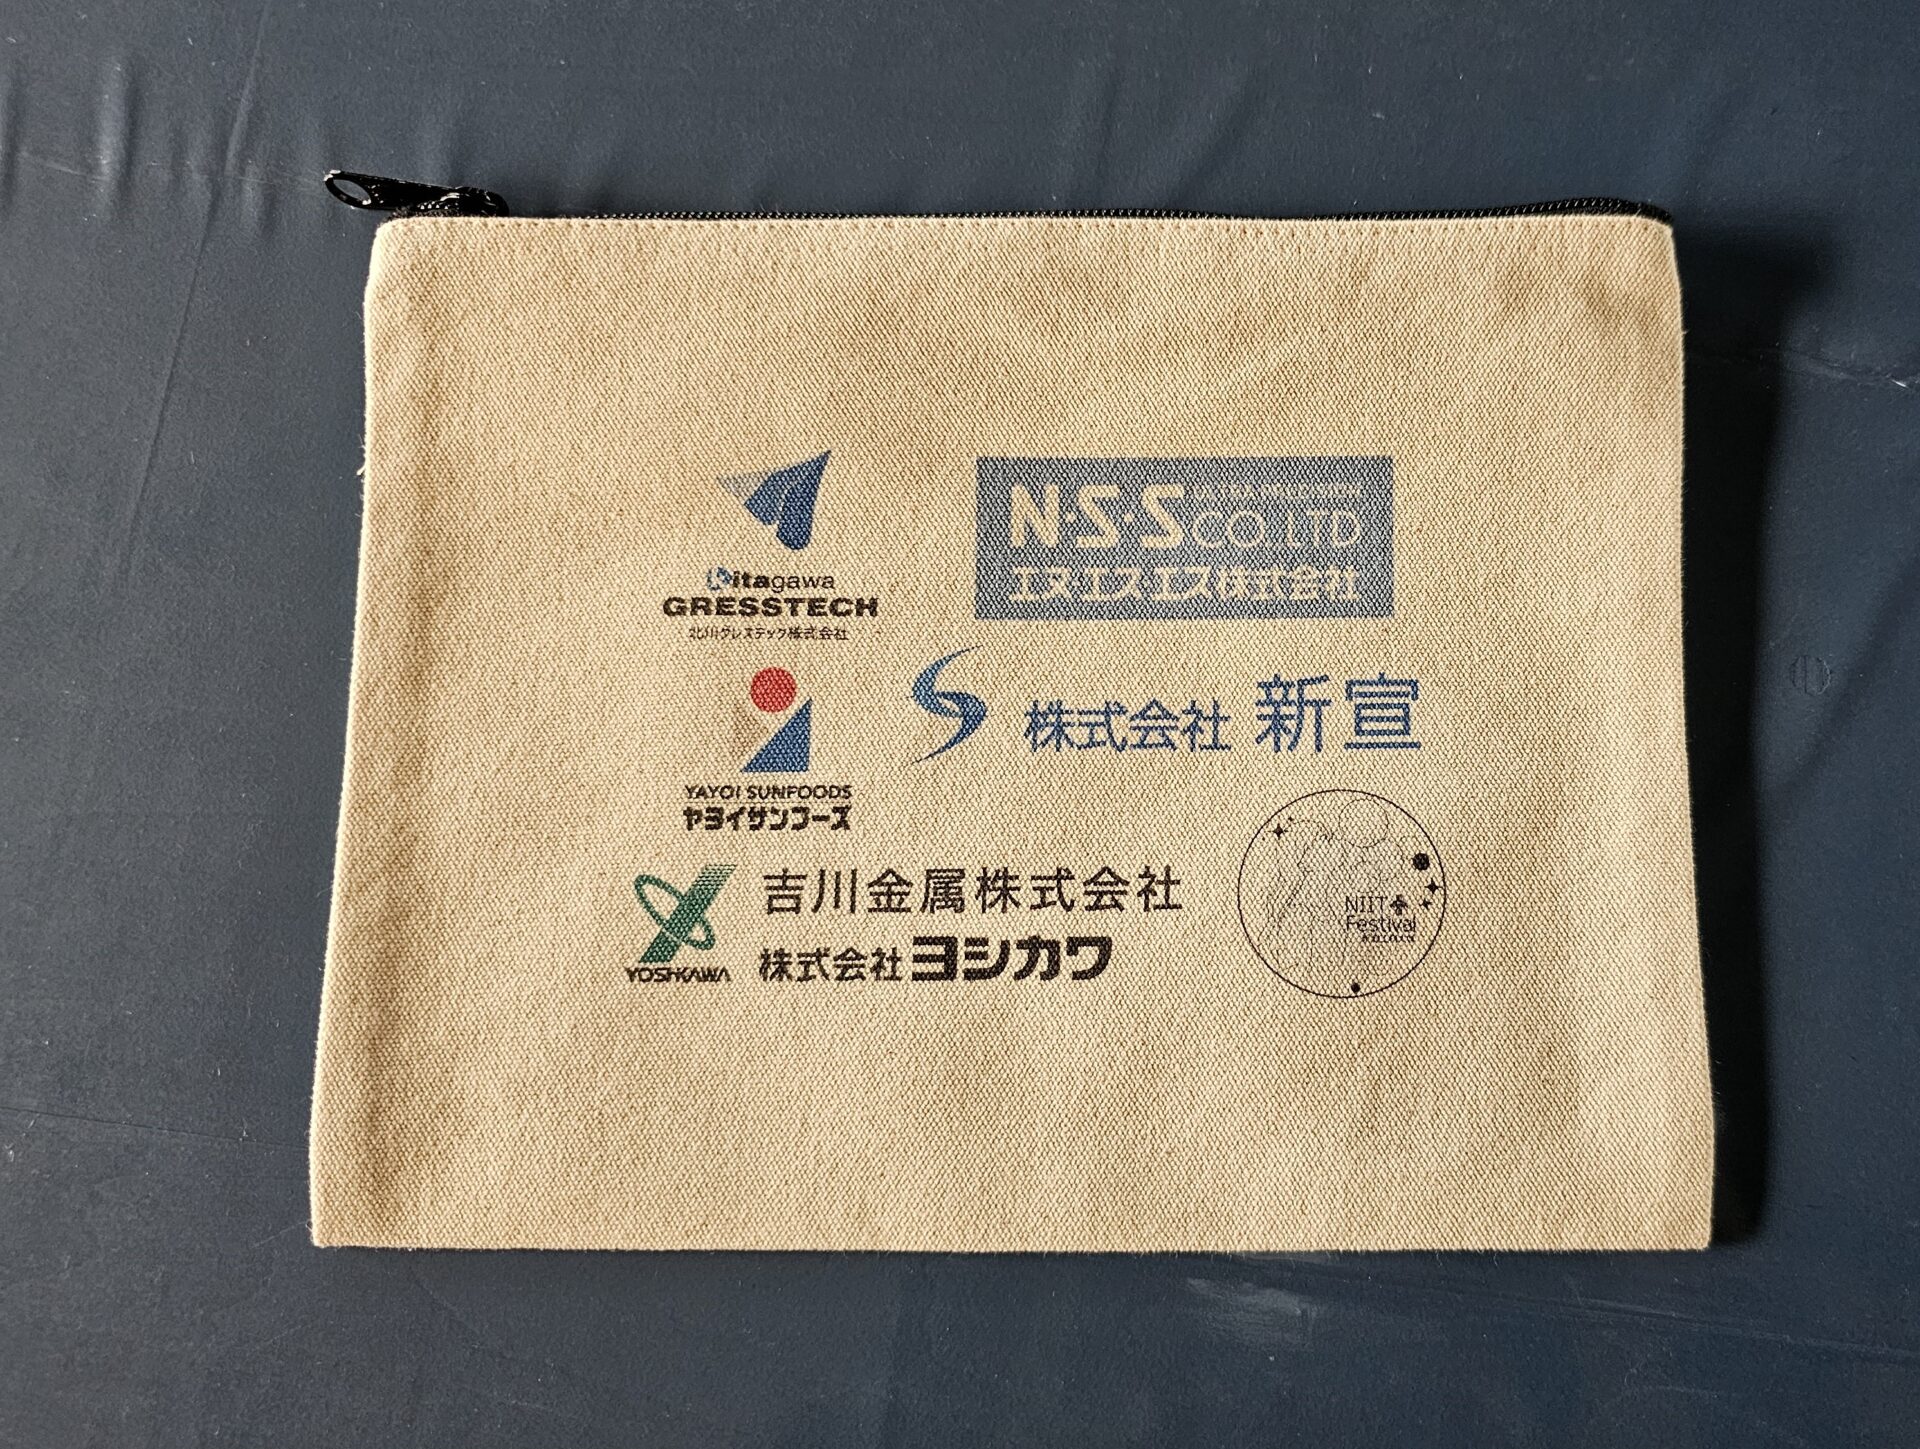 Kitagawa
GRESSTECH
北川グレステック株式会社
N·S·S CO.,LTD
エヌエスエス株式会社
株式会社 新宣
YAYOI SUNFOODS
ヤヨイサンフーズ
吉川金属株式会社
YOSHIKAWA
株式会社ヨシカワ
NIIT
Festival